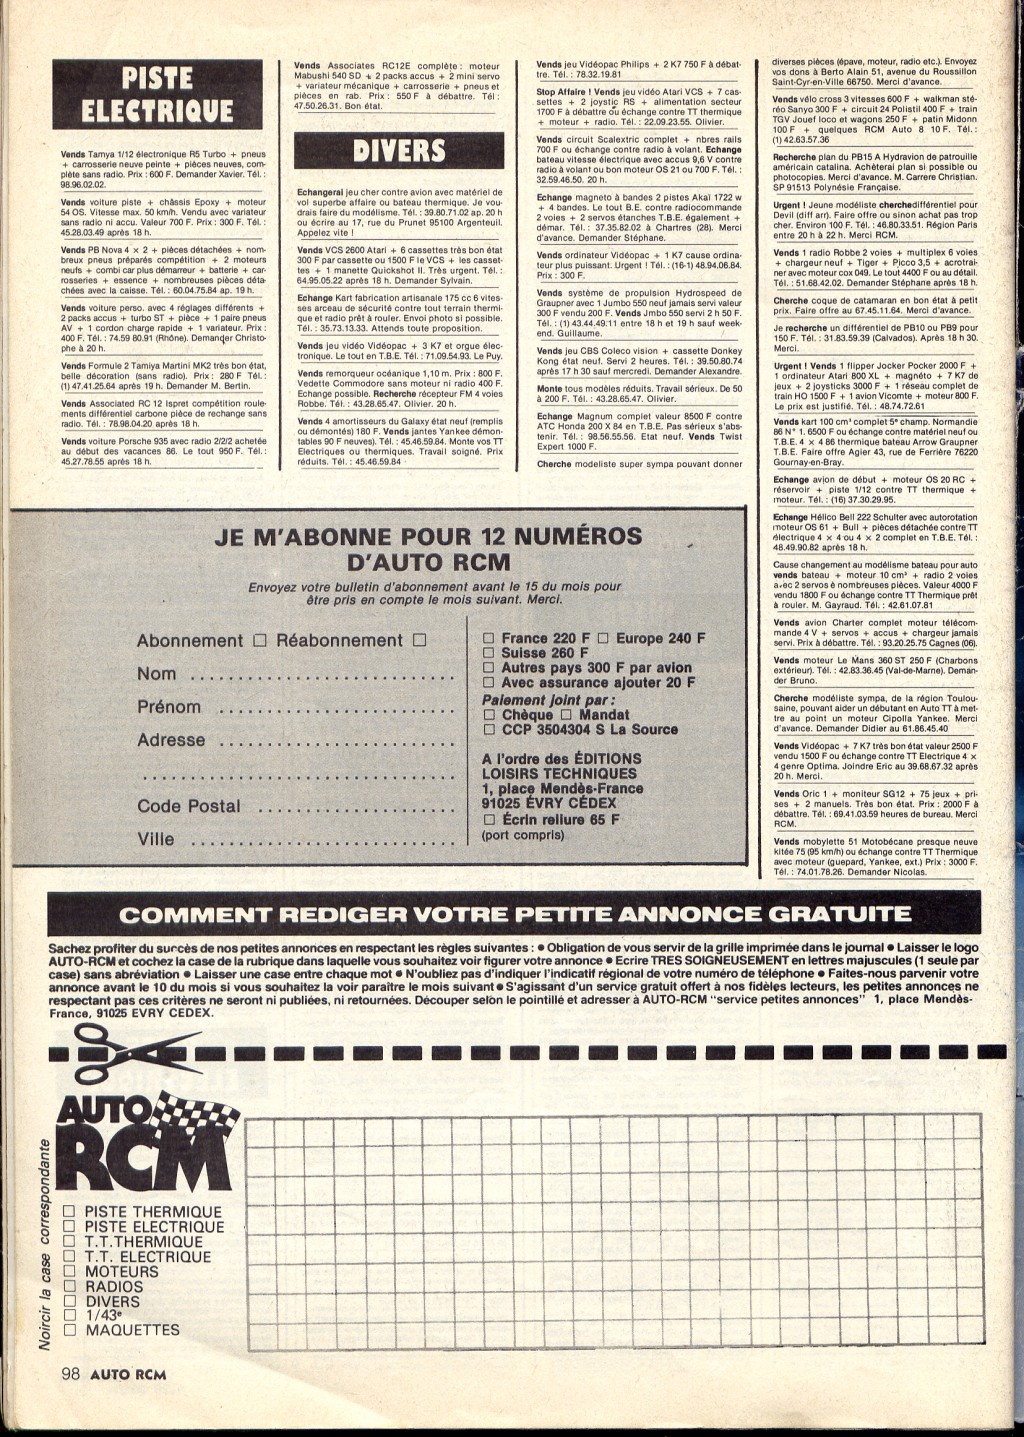 PISTE
ELECTRIQUE
Vends Tamya 1/12 électronique R5 Turbo + pneus
+ carrosserie neuve peinte + pièces neuves, com-
plète sans radio. Prix : 600 F. Demander Xavier. Tél. :
98.96.02.02.
Vends voiture piste + châssis Epoxy + moteur
54 OS. Vitesse max. 50 km/h. Vendu avec variateur
sans radio ni accu. Valeur 700 F. Prix : 300 F. Tél. :
45.28.03.49 après 18 h.
Vends PB Nova 4 × 2 + pièces détachées + nom-
breux pneus préparés compétition + 2 moteurs
neufs + combi car plus démarreur + batterie + car-
rosseries + essence + nombreuses pièces déta-
chées avec la caisse. Tél. : 60.04.75.84 ap. 19 h.
Vends voiture perso. avec 4 réglages différents +
2 packs accus + turbo ST + pièce + 1 paire pneus
AV + 1 cordon charge rapide + 1 variateur. Prix :
400 F. Tél. : 74.59 80.91 (Rhône). Demander Christo-
phe à 20 h.
Vends Formule 2 Tamiya Martini MK2 très bon état,
belle décoration (sans radio). Prix : 280 F Tél. :
(1) 47.41.25.64 après 19 h. Demander M. Bertin.
Vends Associated RC 12 Ispret compétition roule-
ments différentiel carbone pièce de rechange sans
radio. Tél. : 78.98.04.20 après 18 h.
Vends voiture Porsche 935 avec radio 2/2/2 achetée
au début des vacances 86. Le tout 950 F. Tél. :
45.27.78.55 après 18 h.
Vends Associates RC12E complète : moteur
Mabushi 540 SD + 2 packs accus + 2 mini servo
+ variateur mécanique + carrosserie + pneus et
pièces en rab. Prix : 550 F à débattre. Tél :
47.50.26.31. Bon état.
DIVERS
Echangerai jeu cher contre avion avec matériel de
vol superbe affaire ou bateau thermique. Je vou-
drais faire du modélisme. Tél. : 39.80.71.02 ap. 20 h
ou écrire au 17, rue du Prunet 95100 Argenteuil.
Appelez vite !
Vends VCS 2600 Atari + 6 cassettes très bon état
300 F par cassette ou 1500 F le VCS + les casset-
tes + 1 manette Quickshot II. Très urgent. Tél. :
64.95.05.22 après 18 h. Demander Sylvain.
Echange Kart fabrication artisanale 175 cc 6 vites-
ses arceau de sécurité contre tout terrain thermi-
que et radio prêt à rouler. Envoi photo si possible.
Tél. : 35.73.13.33. Attends toute proposition.
Vends jeu vidéo Vidéopac + 3 K7 et orgue élec-
tronique. Le tout en T.B.E. Tél. : 71.09.54.93. Le Puy.
Vends remorqueur océanique 1,10 m. Prix : 800 F.
Vedette Commodore sans moteur ni radio 400 F.
Echange possible. Recherche récepteur FM 4 voies
Robbe. Tél. : 43.28.65.47. Olivier. 20 h.
Vends 4 amortisseurs du Galaxy état neuf (remplis
ou démontés) 180 F. Vends jantes Yankee démon-
tables 90 F neuves). Tél. : 45.46.59.84. Monte vos TT
Electriques ou thermiques. Travail soigné. Prix
réduits. Tél. : 45.46.59.84
Vends jeu Vidéopac Philips + 2 K7 750 F à débat-
tre. Tél. : 78.32.19.81
Stop Affaire ! Vends jeu vidéo Atari VCS + 7 cas-
settes + 2 joystic RS + alimentation secteur
1700 F à débattre ou échange contre TT thermique
+ moteur + radio. Tél. : 22.09.23.55. Olivier.
Vends circuit Scalextric complet + nbres rails
700 F ou échange contre radio à volant. Echange
bateau vitesse électrique avec accus 9,6 V contre
radio à volant ou bon moteur OS 21 ou 700 F. Tél. :
32.59.46.50. 20 h.
Echange magneto à bandes 2 pistes Akaï 1722 w
+ 4 bandes. Le tout B.E. contre radiocommande
2 voies + 2 servos étanches T.B.E. également +
démar. Tél. : 37.35.82.02 à Chartres (28). Merci
d'avance. Demander Stéphane.
Vends ordinateur Vidéopac + 1 K7 cause ordina-
teur plus puissant. Urgent ! Tél. : (16-1) 48.94.06.84.
Prix : 300 F.
Vends système de propulsion Hydrospeed de
Graupner avec 1 Jumbo 550 neuf jamais servi valeur
300 F vendu 200 F. Vends Jmbo 550 servi 2 h 50 F.
Tél. : (1) 43.44.49.11 entre 18 h et 19 h sauf week-
end. Guillaume.
Vends jeu CBS Coleco vision + cassette Donkey
Kong état neuf. Servi 2 heures. Tél. : 39.50.80.74
après 17 h 30 sauf mercredi. Demander Alexandre.
Monte tous modèles réduits. Travail sérieux. De 50
à 200 F. Tél. : 43.28.65.47. Olivier.
Echange Magnum complet valeur 8500 F contre
ATC Honda 200 X 84 en T.B.E. Pas sérieux s'abs-
tenir. Tél. : 98.56.55.56. Etat neuf. Vends Twist
Expert 1000 F.
Cherche modeliste super sympa pouvant donner
diverses pièces (épave, moteur, radio etc.). Envoyez
vos dons à Berto Alain 51, avenue du Roussillon
Saint-Cyr-en-Ville 66750. Merci d'avance.
Vends vélo cross 3 vitesses 600 F + walkman sté-
réo Sanyo 300 F + circuit 24 Polistil 400 F + train
TGV Jouef loco et wagons 250 F + patin Midonn
100 F + quelques RCM Auto 8 10 F. Tél. :
(1) 42.63.57.36
Recherche plan du PB15 A Hydravion de patrouille
américain catalina. Achèterai plan si possible ou
photocopies. Merci d'avance. M. Carrere Christian.
SP 91513 Polynésie Française.
Urgent ! Jeune modéliste cherchedifférentiel pour
Devil (diff arr). Faire offre ou sinon achat pas trop
cher. Environ 100 F. Tél. : 46.80.33.51. Région Paris
entre 20 h à 22 h. Merci RCM.
Vends 1 radio Robbe 2 voies + multiplex 6 voies
+ chargeur neuf + Tiger + Picco 3,5 + acrotrai-
ner avec moteur cox 049. Le tout 4400 F ou au détail.
Tél. : 51.68.42.02. Demander Stéphane après 18 h.
Cherche coque de catamaran en bon état à petit
prix. Faire offre au 67.45.11.64. Merci d'avance.
Je recherche un différentiel de PB10 ou PB9 pour
150 F. Tél. : 31.83.59.39 (Calvados). Après 18 h 30.
Merci.
Urgent ! Vends 1 flipper Jocker Pocker 2000 F +
1 ordinateur Atari 800 XL + magnéto + 7 K7 de
jeux + 2 joysticks 3000 F + 1 réseau complet de
train HO 1500 F + 1 avion Vicomte + moteur 800 F.
Le prix est justifié. Tél. : 48.74.72.61
Vends kart 100 cm³ complet 5e champ. Normandie
86 N° 1. 6500 F ou échange contre matériel neuf ou
T.B.E. 4 × 4 86 thermique bateau Arrow Graupner
T.B.E. Faire offre Agier 43, rue de Ferrière 76220
Gournay-en-Bray.
Echange avion de début + moteur OS 20 RC +
réservoir + piste 1/12 contre TT thermique +
moteur. Tél. : (16) 37.30.29.95.
Echange Hélico Bell 222 Schulter avec autorotation
moteur OS 61 + Bull + pièces détachée contre TT
électrique 4 × 4 ou 4 × 2 complet en T.B.E. Tél. :
48.49.90.82 après 18 h.
Cause changement au modélisme bateau pour auto
vends bateau + moteur 10 cm³ + radio 2 voies
avec 2 servos è nombreuses pièces. Valeur 4000 F
vendu 1800 F ou échange contre TT Thermique prêt
à rouler. M. Gayraud. Tél. : 42.61.07.81
Vends avion Charter complet moteur télécom-
mande 4 V + servos + accus + chargeur jamais
servi. Prix à débattre. Tél. : 93.20.25.75 Cagnes (06).
Vends moteur Le Mans 360 ST 250 F (Charbons
extérieur). Tél. : 42.83.36.45 (Val-de-Marne). Deman-
der Bruno.
Cherche modéliste sympa, de la région Toulou-
saine, pouvant aider un débutant en Auto TT à met-
tre au point un moteur Cipolla Yankee. Merci
d'avance. Demander Didier au 61.86.45.40
Vends Vidéopac + 7 K7 très bon état valeur 2500 F
vendu 1500 F ou échange contre TT Electrique 4 ×
4 genre Optima. Joindre Eric au 39.68.67.32 après
20 h. Merci.
Vends Oric 1 + moniteur SG12 + 75 jeux + pri-
ses + 2 manuels. Très bon état. Prix : 2000 F à
débattre. Tél. : 69.41.03.59 heures de bureau. Merci
RCM.
Vends mobylette 51 Motobécane presque neuve
kitée 75 (95 km/h) ou échange contre TT Thermique
avec moteur (guepard, Yankee, ext.) Prix : 3000 F.
Tél. : 74.01.78.26. Demander Nicolas.
JE M'ABONNE POUR 12 NUMÉROS
D'AUTO RCM
Envoyez votre bulletin d'abonnement avant le 15 du mois pour
être pris en compte le mois suivant. Merci.
Abonnement □ Réabonnement □
Nom
Prénom
Adresse
Code Postal
Ville
□ France 220 F □ Europe 240 F
□ Suisse 260 F
□ Autres pays 300 F par avion
□ Avec assurance ajouter 20 F
Paiement joint par :
□ Chèque □ Mandat
□ CCP 3504304 S La Source
A l'ordre des ÉDITIONS
LOISIRS TECHNIQUES
1, place Mendès-France
91025 ÉVRY CÉDEX
□ Écrin reliure 65 F
(port compris)
COMMENT REDIGER VOTRE PETITE ANNONCE GRATUITE
Sachez profiter du succès de nos petites annonces en respectant les règles suivantes : ● Obligation de vous servir de la grille imprimée dans le journal ● Laisser le logo
AUTO-RCM et cochez la case de la rubrique dans laquelle vous souhaitez voir figurer votre annonce ● Ecrire TRES SOIGNEUSEMENT en lettres majuscules (1 seule par
case) sans abréviation ● Laisser une case entre chaque mot ● N'oubliez pas d'indiquer l'indicatif régional de votre numéro de téléphone ● Faites-nous parvenir votre
annonce avant le 10 du mois si vous souhaitez la voir paraître le mois suivant ● S'agissant d'un service gratuit offert à nos fidèles lecteurs, les petites annonces ne
respectant pas ces critères ne seront ni publiées, ni retournées. Découper selon le pointillé et adresser à AUTO-RCM "service petites annonces" 1, place Mendès-
France, 91025 EVRY CEDEX.
AUTO
RCM
Noircir la case correspondante
□ PISTE THERMIQUE
□ PISTE ELECTRIQUE
□ T.T.THERMIQUE
□ T.T. ELECTRIQUE
□ MOTEURS
□ RADIOS
□ DIVERS
□ 1/43e
□ MAQUETTES
98 AUTO RCM